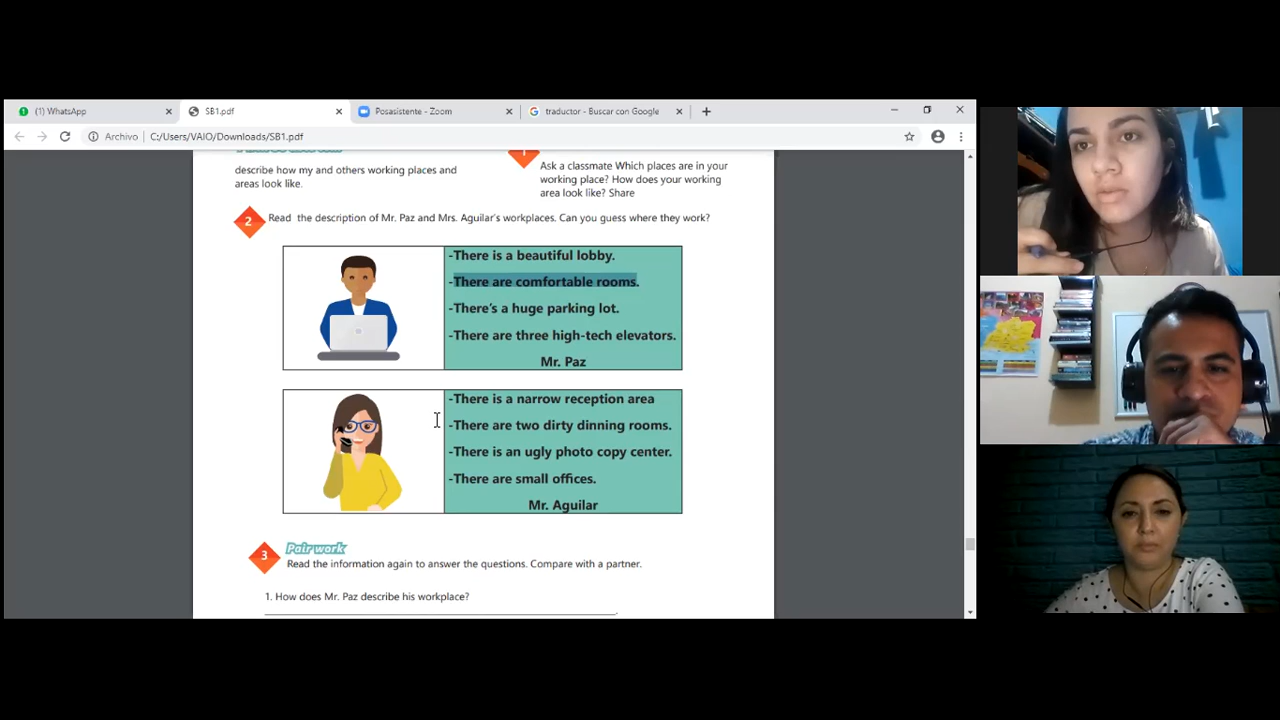 (1) WhatsApp
SB1.pdf
Posasistente - Zoom
traductor - Buscar con Google
Archivo
C:/Users/VAIO/Downloads/SB1.pdf
describe how my and others working places and
areas look like.
1
Ask a classmate Which places are in your
working place? How does your working
area look like? Share
2
Read the description of Mr. Paz and Mrs. Aguilar's workplaces. Can you guess where they work?
-There is a beautiful lobby.
-There are comfortable rooms.
-There's a huge parking lot.
-There are three high-tech elevators.
Mr. Paz
-There is a narrow reception area
-There are two dirty dinning rooms.
-There is an ugly photo copy center.
-There are small offices.
Mr. Aguilar
3
Pair work
Read the information again to answer the questions. Compare with a partner.
1. How does Mr. Paz describe his workplace?